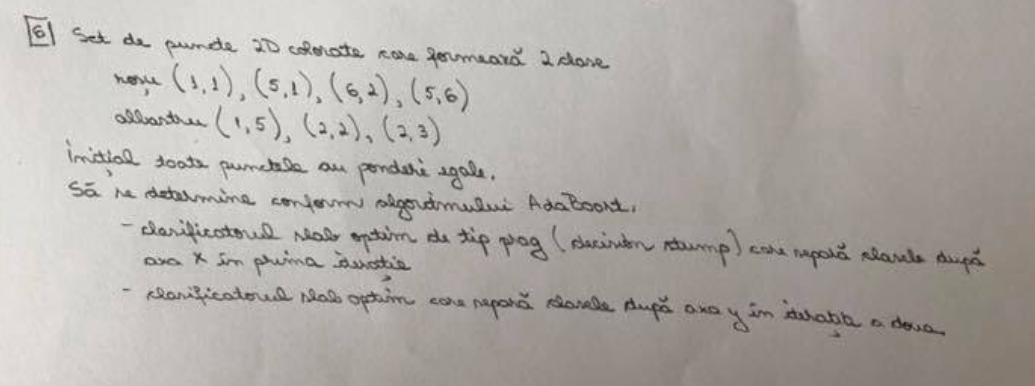 6 Set de puncte 2D colorate care formează 2 clase
roșu (1,1), (5,1), (6,2), (5,6)
albastru (1,5), (2,2), (2,3)
Inițial toate punctele au ponderi egale.
Să se determine conform algoritmului AdaBoost.
- clasificatorul slab optim de tip prag (decision stump) care separă clasele după
axa x în prima iterație
- clasificatorul slab optim care separă clasele după axa y în iterația a doua.